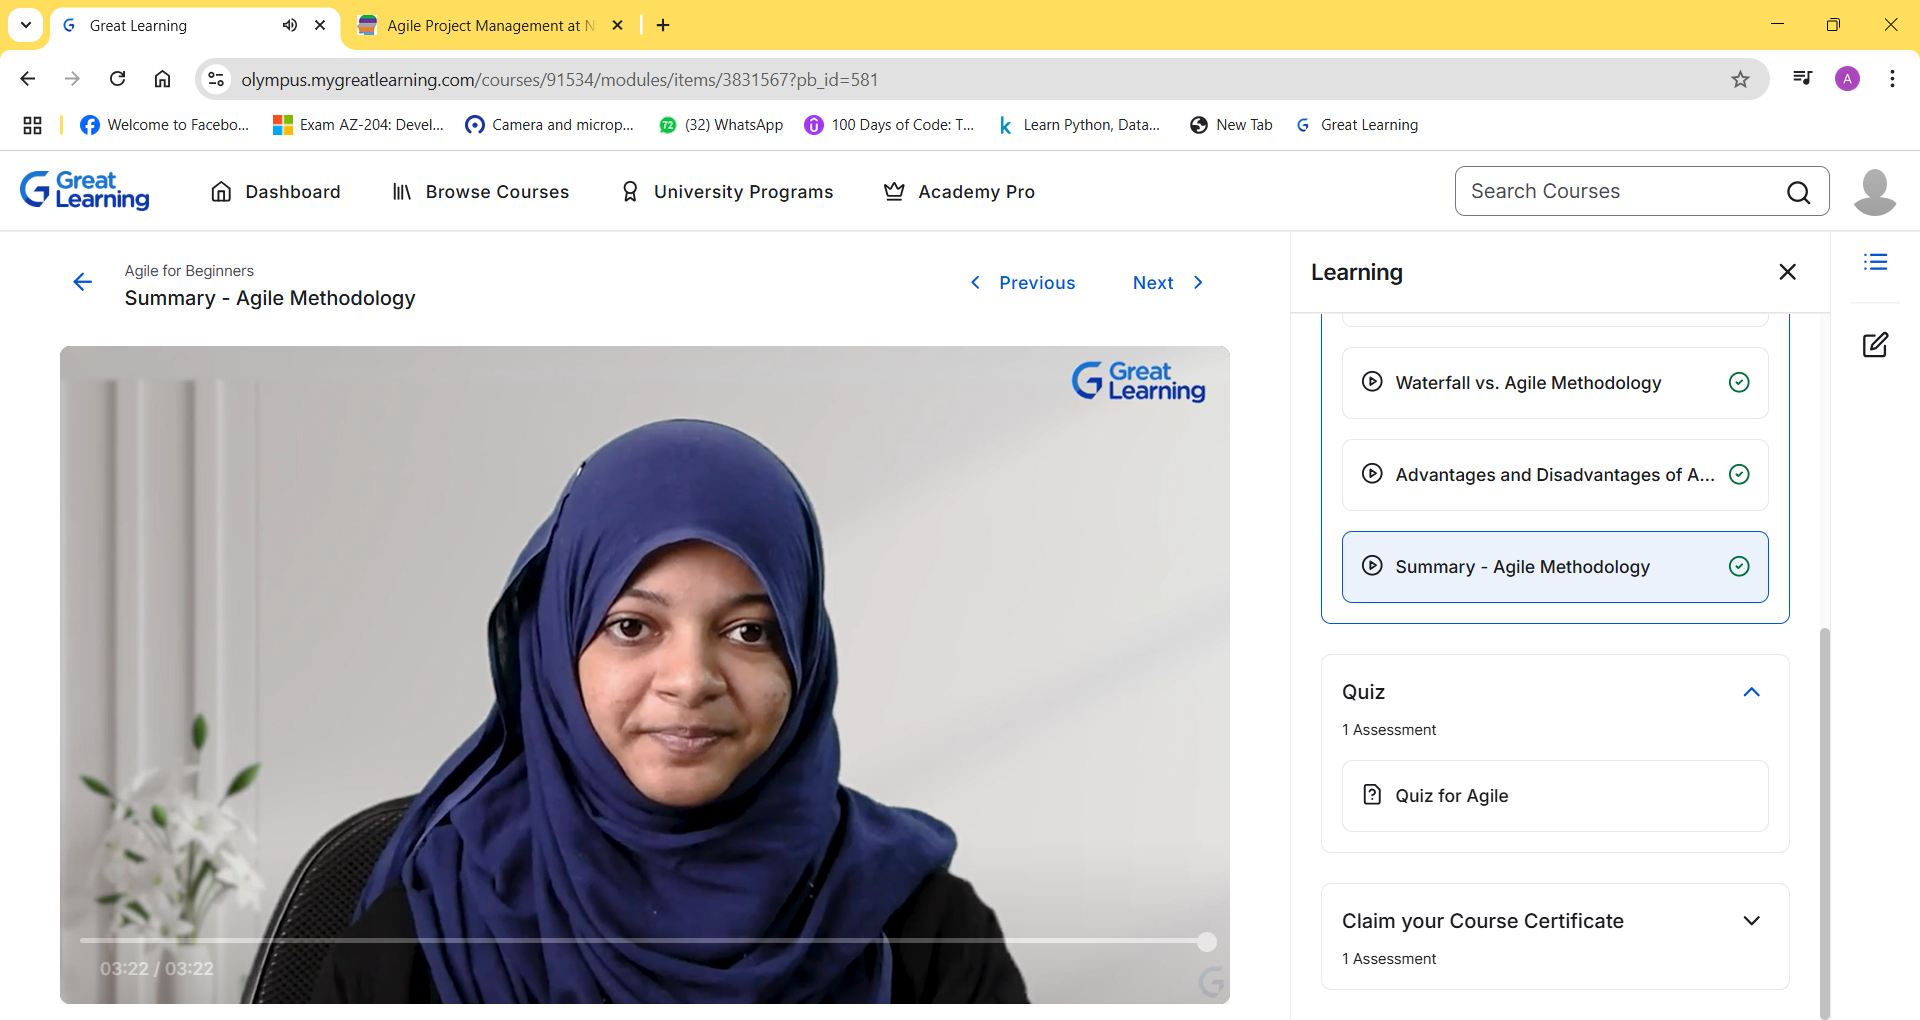 Great Learning
Agile Project Management at N
olympus.mygreatlearning.com/courses/91534/modules/items/3831567?pb_id=581
A
Welcome to Facebo...
Exam AZ-204: Devel...
Camera and microp...
72
(32) WhatsApp
100 Days of Code: T...
Learn Python, Data...
New Tab
Great Learning
Great
Learning
Dashboard
Browse Courses
University Programs
Academy Pro
Search Courses
Agile for Beginners
Summary - Agile Methodology
Previous
Next
Great
Learning
03:22 / 03:22
Learning
Waterfall vs. Agile Methodology
Advantages and Disadvantages of A...
Summary - Agile Methodology
Quiz
1 Assessment
Quiz for Agile
Claim your Course Certificate
1 Assessment